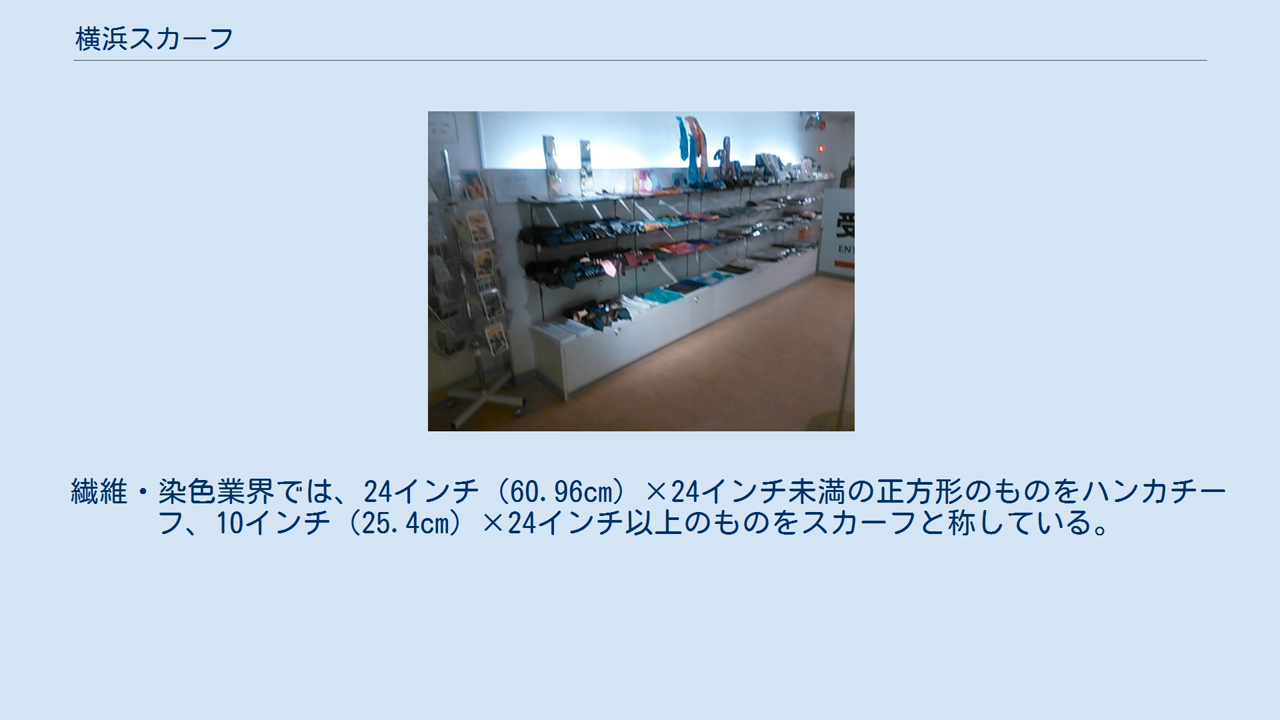 横浜スカーフ
受
ENT
繊維・染色業界では、24インチ（60.96cm）×24インチ未満の正方形のものをハンカチー
フ、10インチ（25.4cm）×24インチ以上のものをスカーフと称している。